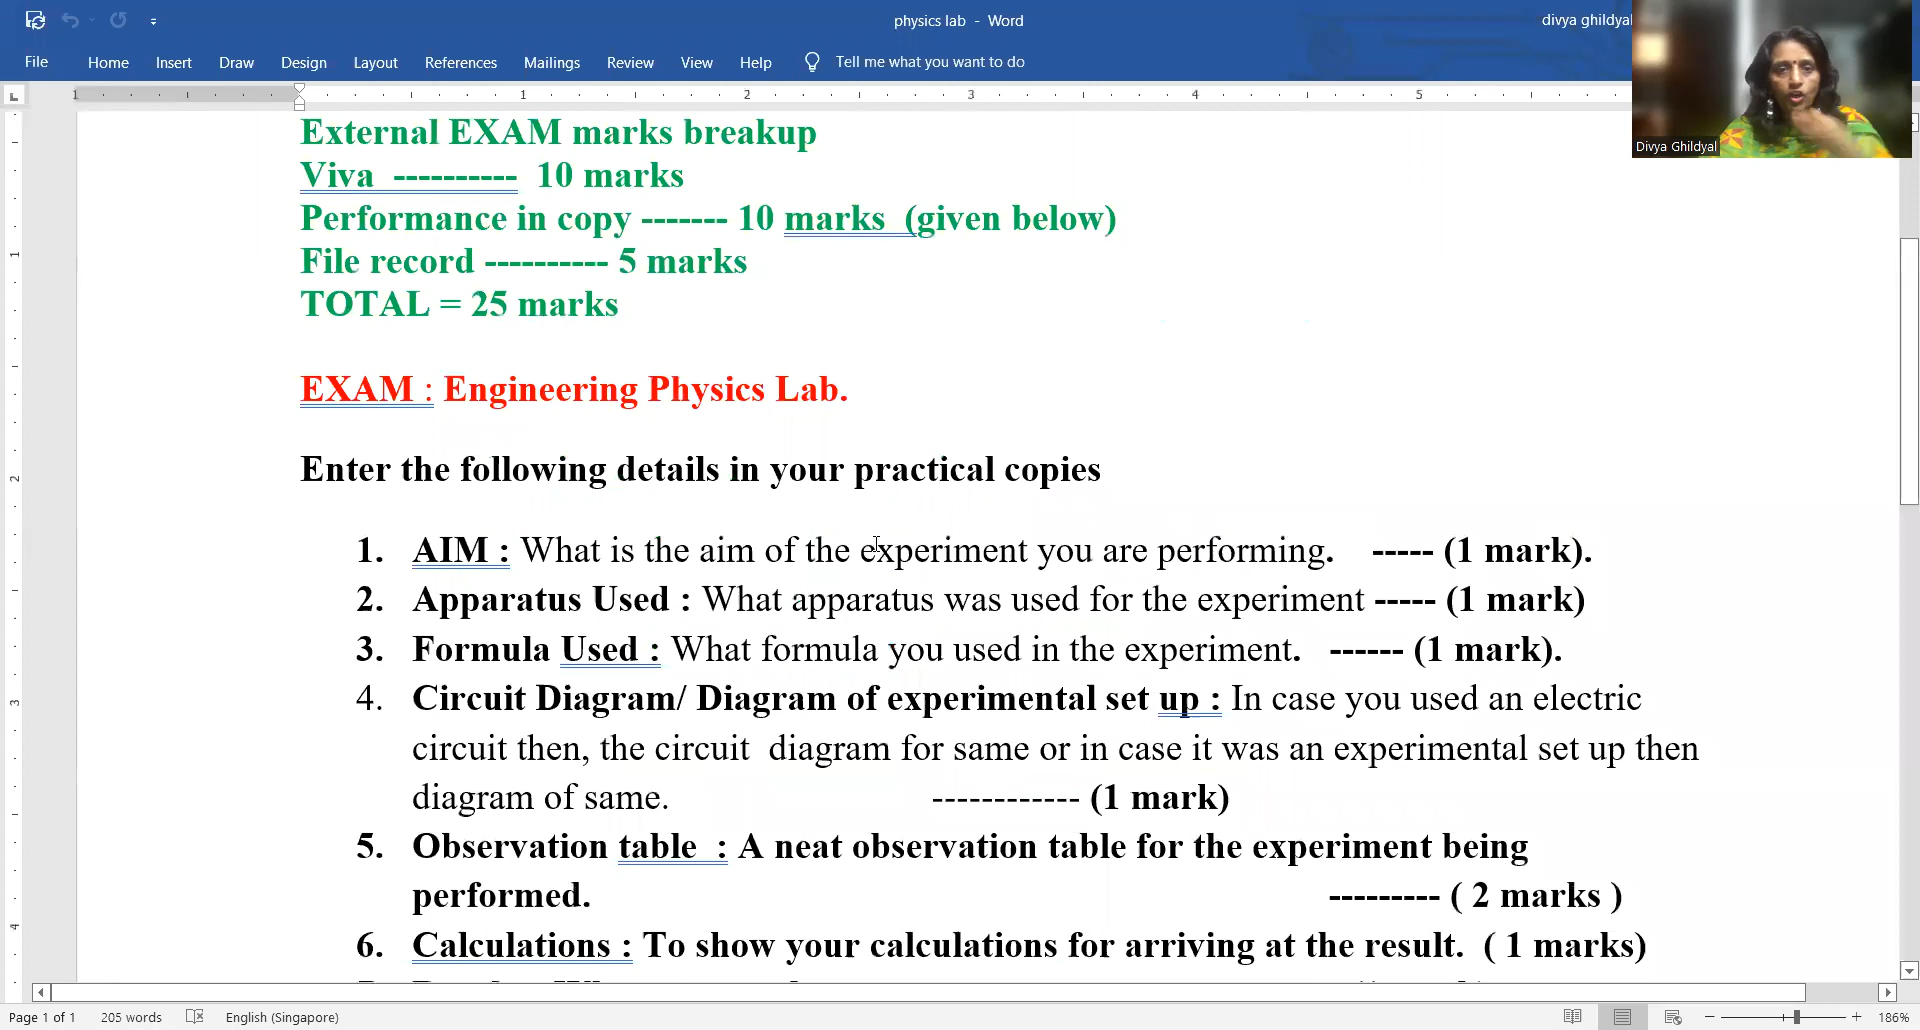 physics lab - Word
divya ghildyal
File Home Insert Draw Design Layout References Mailings Review View Help Tell me what you want to do
Divya Ghildyal
1 1 2 3 4 5
External EXAM marks breakup
Viva ---------- 10 marks
Performance in copy ------- 10 marks (given below)
File record ---------- 5 marks
TOTAL = 25 marks
EXAM : Engineering Physics Lab.
Enter the following details in your practical copies
1. AIM : What is the aim of the experiment you are performing. ----- (1 mark).
2. Apparatus Used : What apparatus was used for the experiment ----- (1 mark)
3. Formula Used : What formula you used in the experiment. ------ (1 mark).
4. Circuit Diagram/ Diagram of experimental set up : In case you used an electric
circuit then, the circuit diagram for same or in case it was an experimental set up then
diagram of same. ------------ (1 mark)
5. Observation table : A neat observation table for the experiment being
performed. --------- ( 2 marks )
6. Calculations : To show your calculations for arriving at the result. ( 1 marks)
Page 1 of 1 205 words English (Singapore) 186%